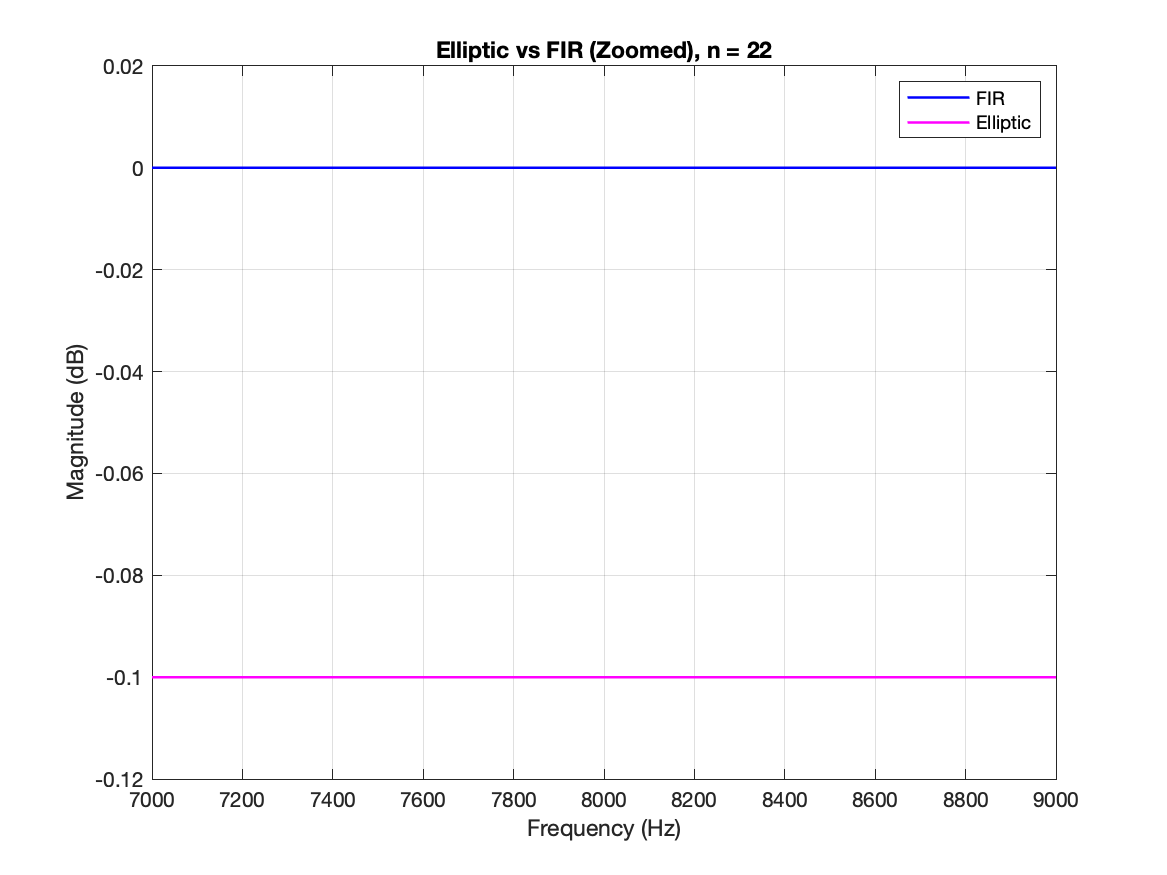 Elliptic vs FIR (Zoomed), n = 22
0.02
0
-0.02
-0.04
-0.06
-0.08
-0.1
-0.12
Magnitude (dB)
FIR
Elliptic
7000 7200 7400 7600 7800 8000 8200 8400 8600 8800 9000
Frequency (Hz)